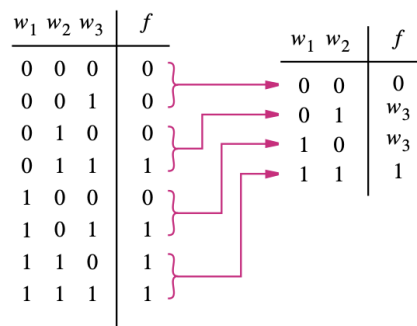 w1 w2 w3 f
0 0 0 0
0 0 1 0
0 1 0 0
0 1 1 1
1 0 0 0
1 0 1 1
1 1 0 1
1 1 1 1
w1 w2 f
0 0 0
0 1 w3
1 0 w3
1 1 1